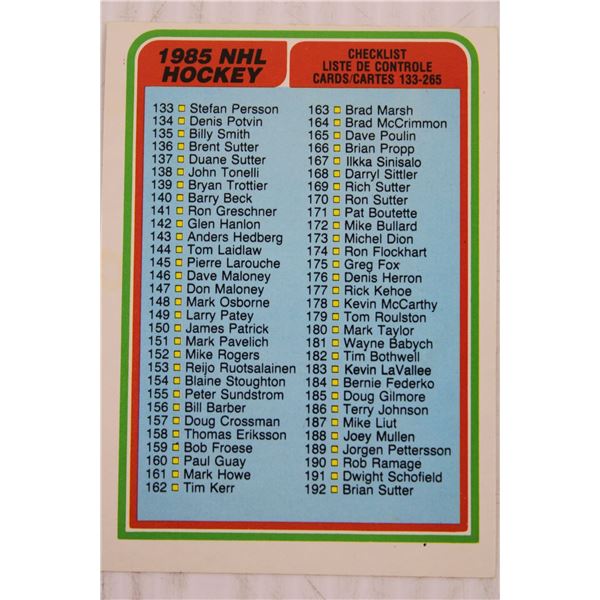 1985 NHL
HOCKEY
CHECKLIST
LISTE DE CONTROLE
CARDS/CARTES 133-265
133 Stefan Persson
134 Denis Potvin
135 Billy Smith
136 Brent Sutter
137 Duane Sutter
138 John Tonelli
139 Bryan Trottier
140 Barry Beck
141 Ron Greschner
142 Glen Hanlon
143 Anders Hedberg
144 Tom Laidlaw
145 Pierre Larouche
146 Dave Maloney
147 Don Maloney
148 Mark Osborne
149 Larry Patey
150 James Patrick
151 Mark Pavelich
152 Mike Rogers
153 Reijo Ruotsalainen
154 Blaine Stoughton
155 Peter Sundstrom
156 Bill Barber
157 Doug Crossman
158 Thomas Eriksson
159 Bob Froese
160 Paul Guay
161 Mark Howe
162 Tim Kerr
163 Brad Marsh
164 Brad McCrimmon
165 Dave Poulin
166 Brian Propp
167 Ilkka Sinisalo
168 Darryl Sittler
169 Rich Sutter
170 Ron Sutter
171 Pat Boutette
172 Mike Bullard
173 Michel Dion
174 Ron Flockhart
175 Greg Fox
176 Denis Herron
177 Rick Kehoe
178 Kevin McCarthy
179 Tom Roulston
180 Mark Taylor
181 Wayne Babych
182 Tim Bothwell
183 Kevin LaVallee
184 Bernie Federko
185 Doug Gilmore
186 Terry Johnson
187 Mike Liut
188 Joey Mullen
189 Jorgen Pettersson
190 Rob Ramage
191 Dwight Schofield
192 Brian Sutter